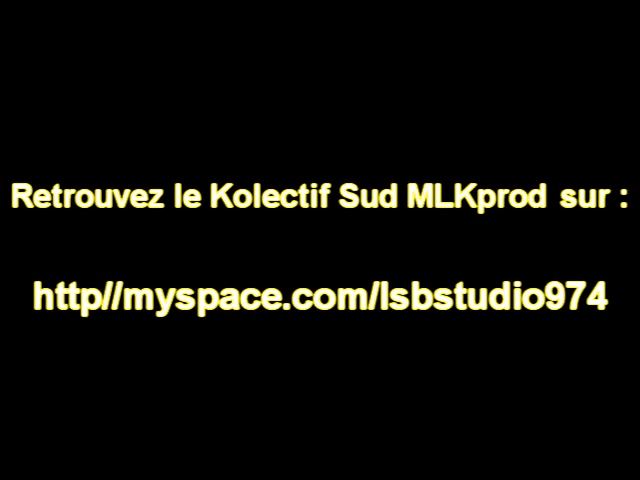 Retrouvez le Kolectif Sud MLKprod sur :
http//myspace.com/lsbstudio974